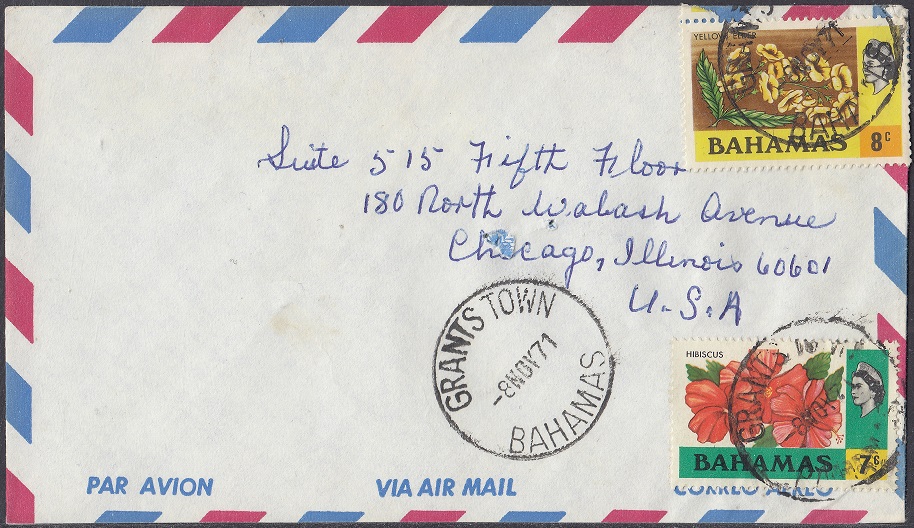 YELLOW ELDER
BAHAMAS 8c
Suite 515 Fifth Floor
180 North Wabash Avenue
Chicago, Illinois 60601
U.S.A
GRANTS TOWN
-8NOV71
BAHAMAS
HIBISCUS
BAHAMAS 7c
PAR AVION
VIA AIR MAIL
CORREO AEREO